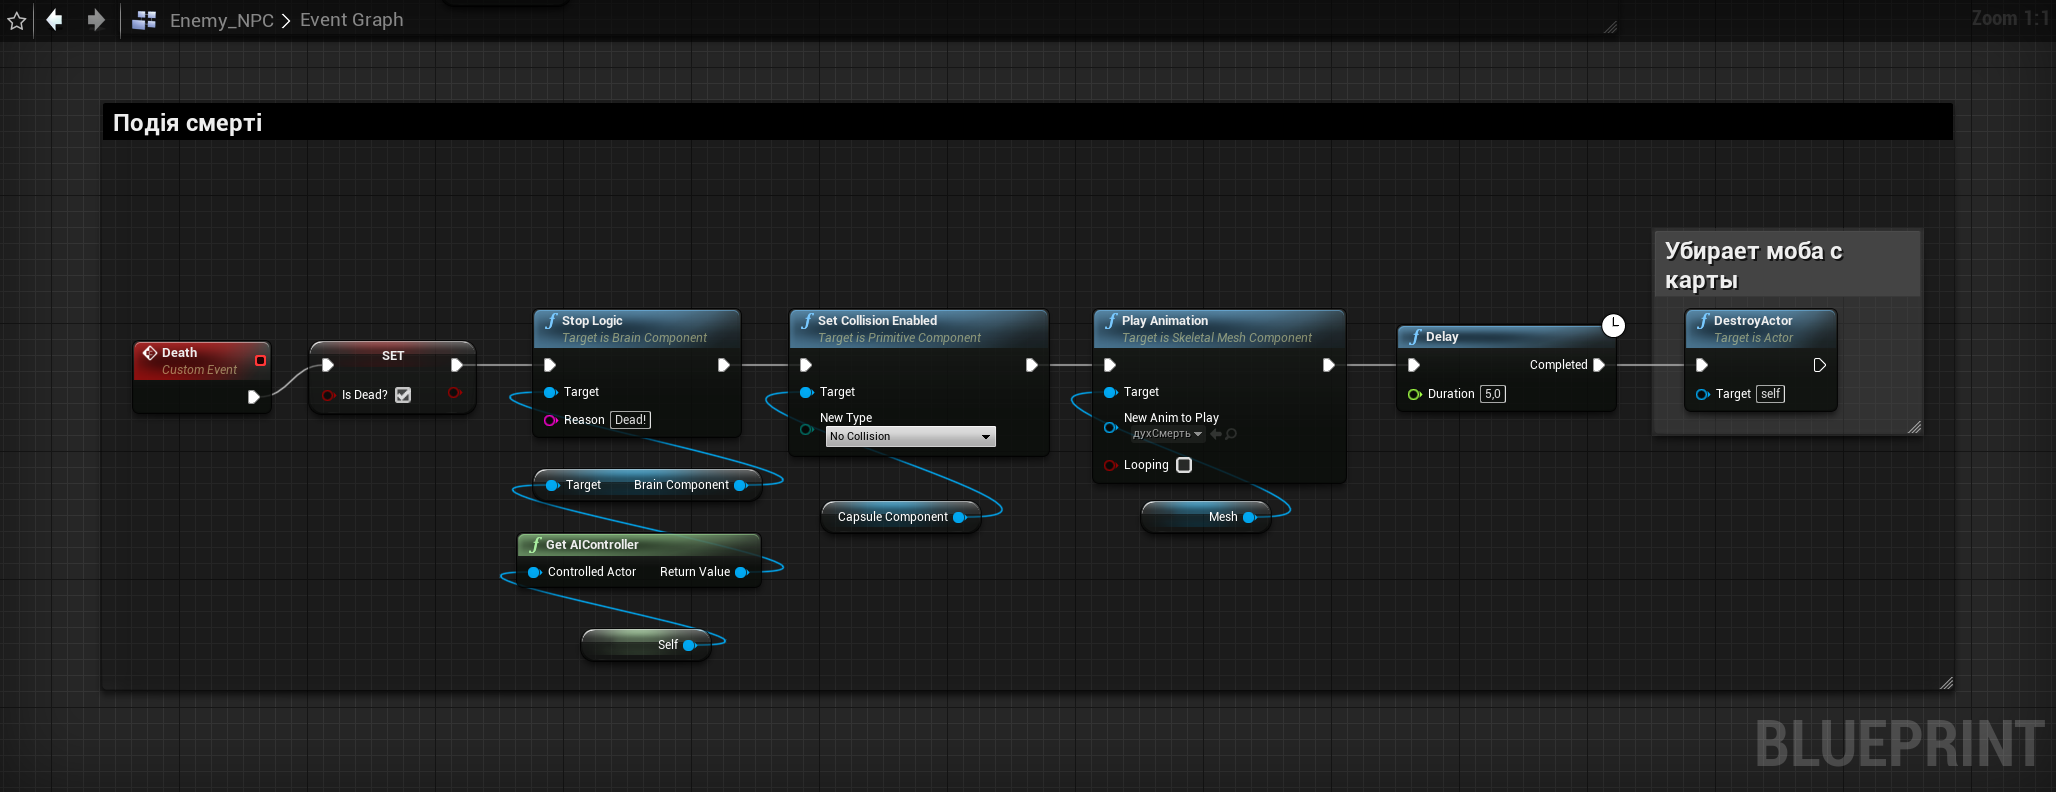 Enemy_NPC > Event Graph
Zoom 1:1
Подія смерті
Убирает моба с
карты
Death
Custom Event
SET
Is Dead?
Stop Logic
Target is Brain Component
Target
Reason Dead!
Target Brain Component
Get AIController
Controlled Actor Return Value
Self
Set Collision Enabled
Target is Primitive Component
Target
New Type
No Collision
Capsule Component
Play Animation
Target is Skeletal Mesh Component
Target
New Anim to Play
духСмерть
Looping
Mesh
Delay
Completed
Duration 5,0
DestroyActor
Target is Actor
Target self
BLUEPRINT